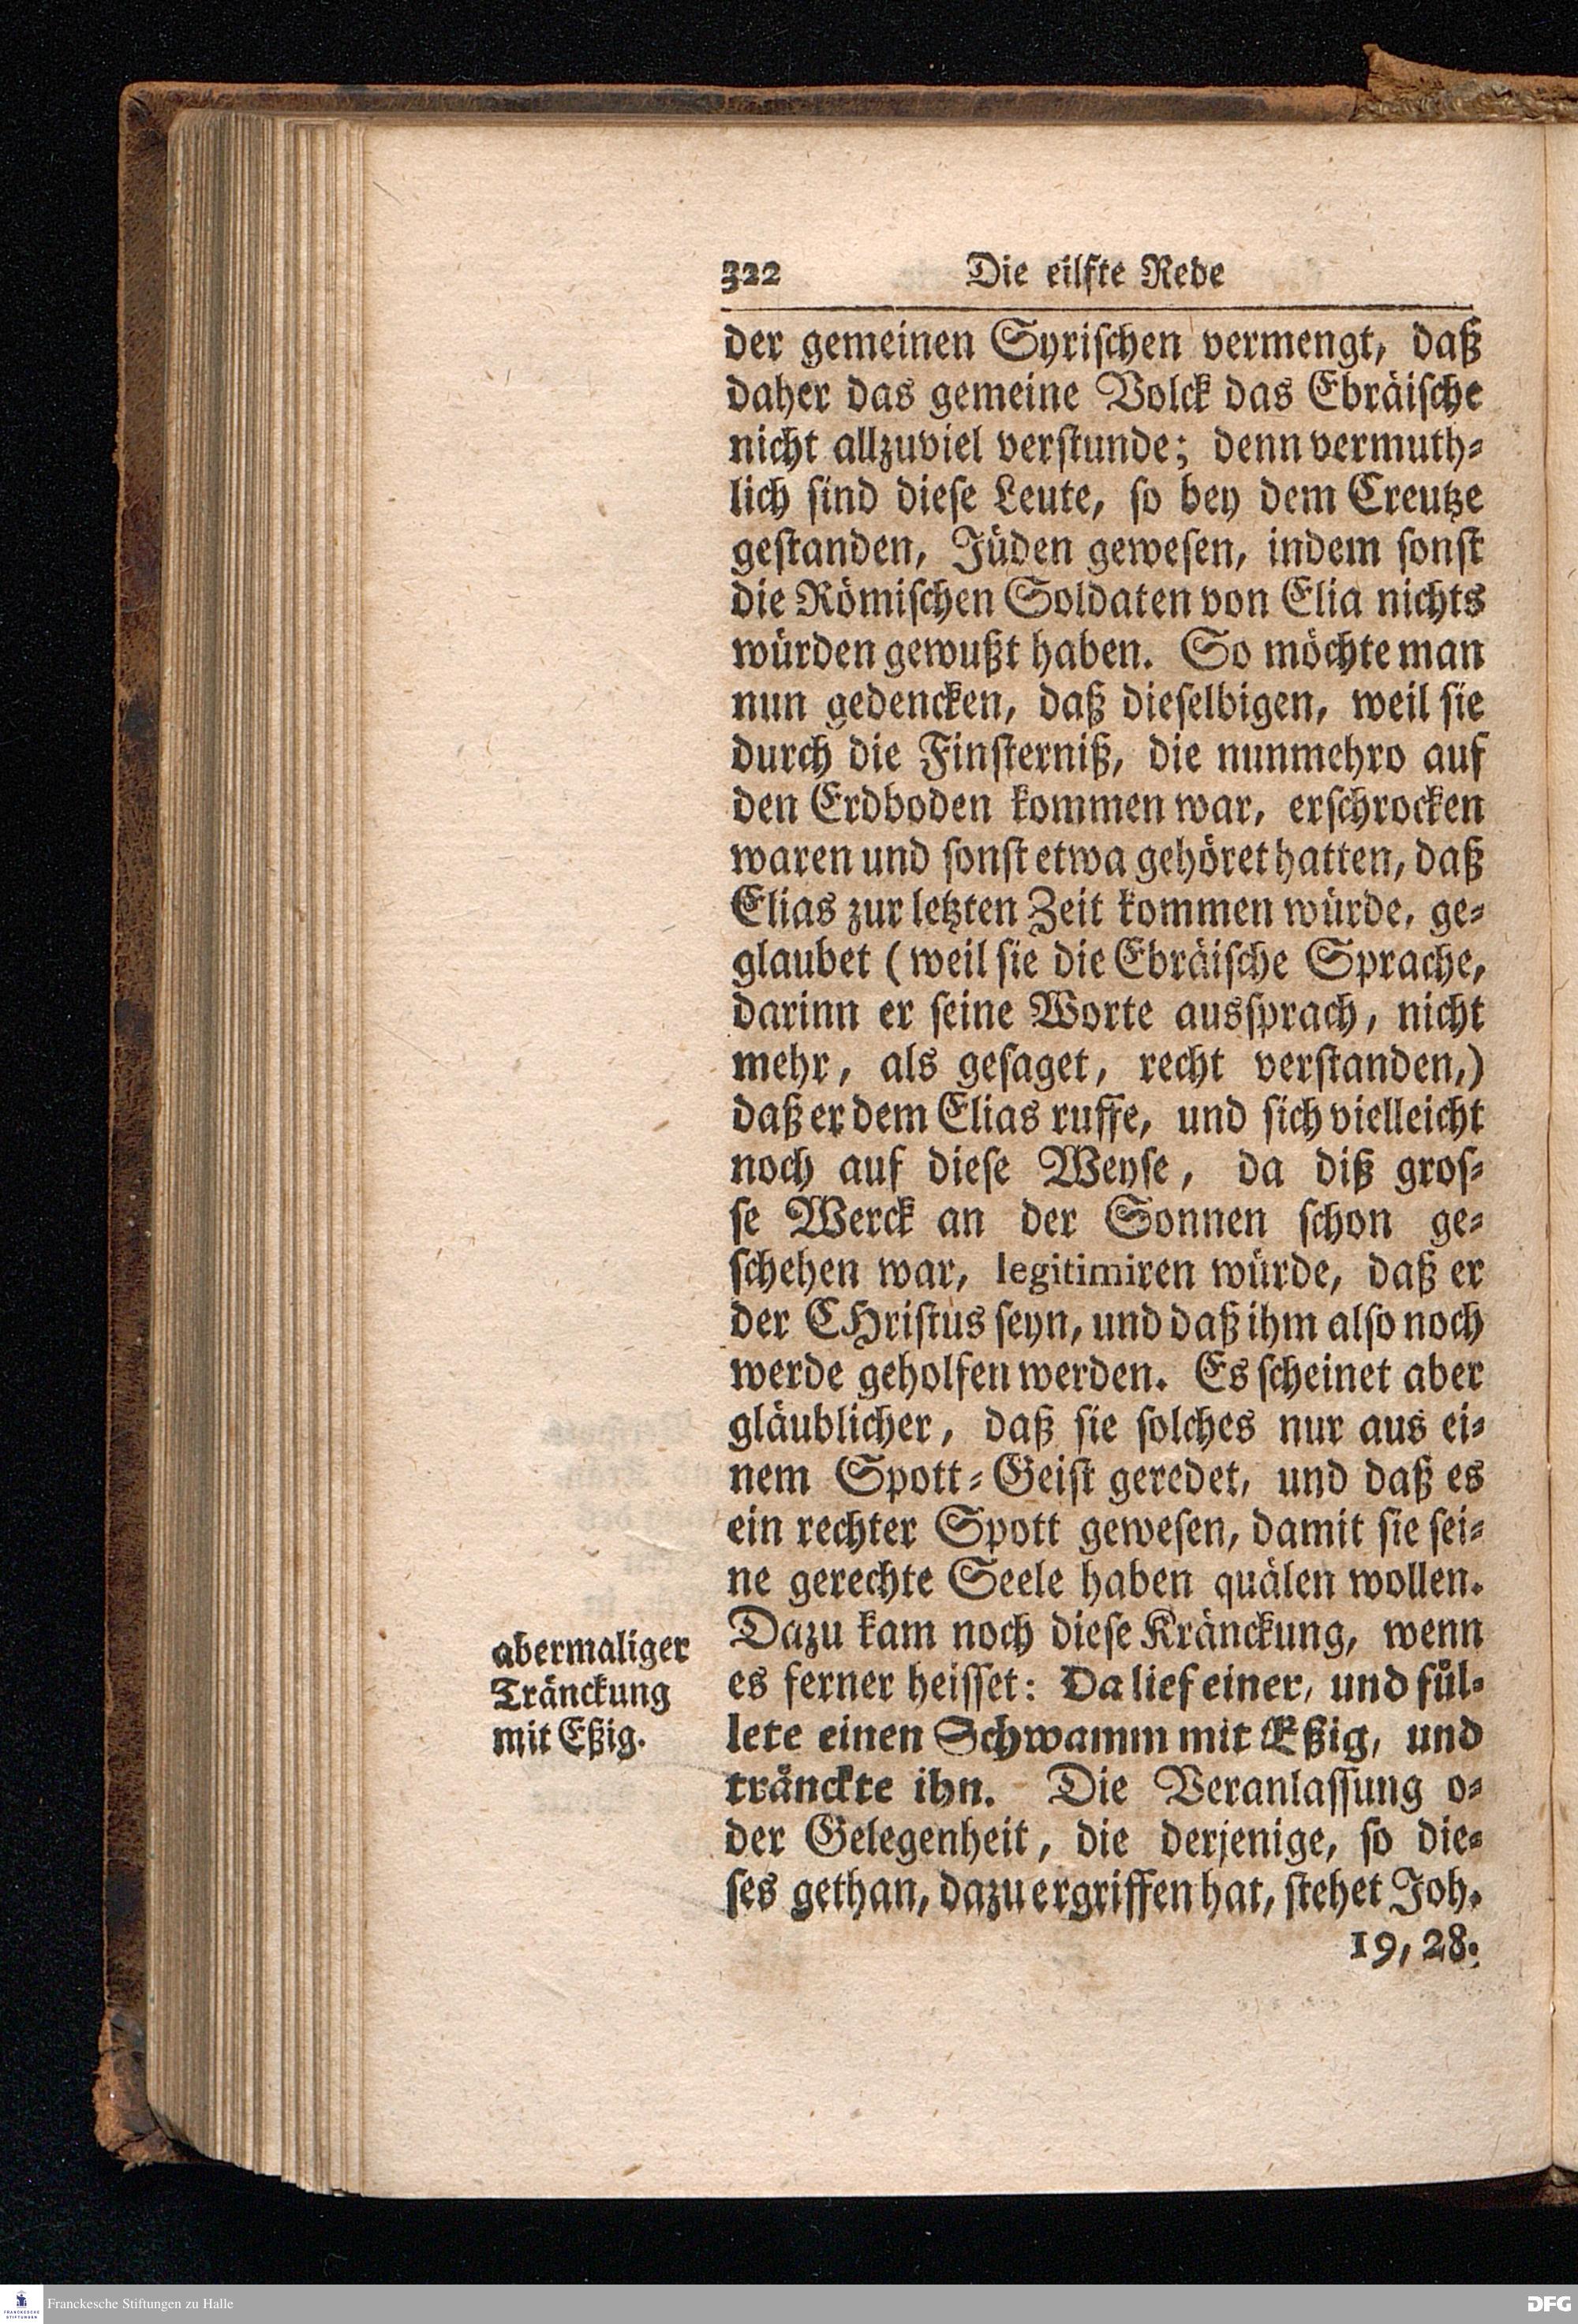 322 Die eilfte Rede
der gemeinen Syriſchen vermengt, daß
daher das gemeine Volck das Ebräiſche
nicht allzuviel verſtunde; denn vermuth⸗
lich ſind dieſe Leute, ſo bey dem Creutze
geſtanden, Jüden geweſen, indem ſonſt
die Römiſchen Soldaten von Elia nichts
würden gewußt haben. So möchte man
nun gedencken, daß dieſelbigen, weil ſie
durch die Finſterniß, die nunmehro auf
den Erdboden kommen war, erſchrocken
waren und ſonſt etwa gehöret hatten, daß
Elias zur letzten Zeit kommen würde, ge⸗
glaubet (weil ſie die Ebräiſche Sprache,
darinn er ſeine Worte ausſprach, nicht
mehr, als geſaget, recht verſtanden,)
daß er dem Elias ruffe, und ſich vielleicht
noch auf dieſe Weyſe, da diß groſ⸗
ſe Werck an der Sonnen ſchon ge⸗
ſchehen war, legitimiren würde, daß er
der CHriſtus ſeyn, und daß ihm alſo noch
werde geholfen werden. Es ſcheinet aber
gläublicher, daß ſie ſolches nur aus ei⸗
nem Spott⸗Geiſt geredet, und daß es
ein rechter Spott geweſen, damit ſie ſei⸗
ne gerechte Seele haben quälen wollen.
Dazu kam noch dieſe Kränckung, wenn
es ferner heiſſet: Da lief einer, und fül⸗
lete einen Schwamm mit Eßig, und
tränckte ihn. Die Veranlaſſung o⸗
der Gelegenheit, die derjenige, ſo die⸗
ſes gethan, dazu ergriffen hat, ſtehet Joh.
19, 28.
abermaliger
Tränckung
mit Eßig.
FRANCKESCHE
STIFTUNGEN
Franckesche Stiftungen zu Halle
DFG